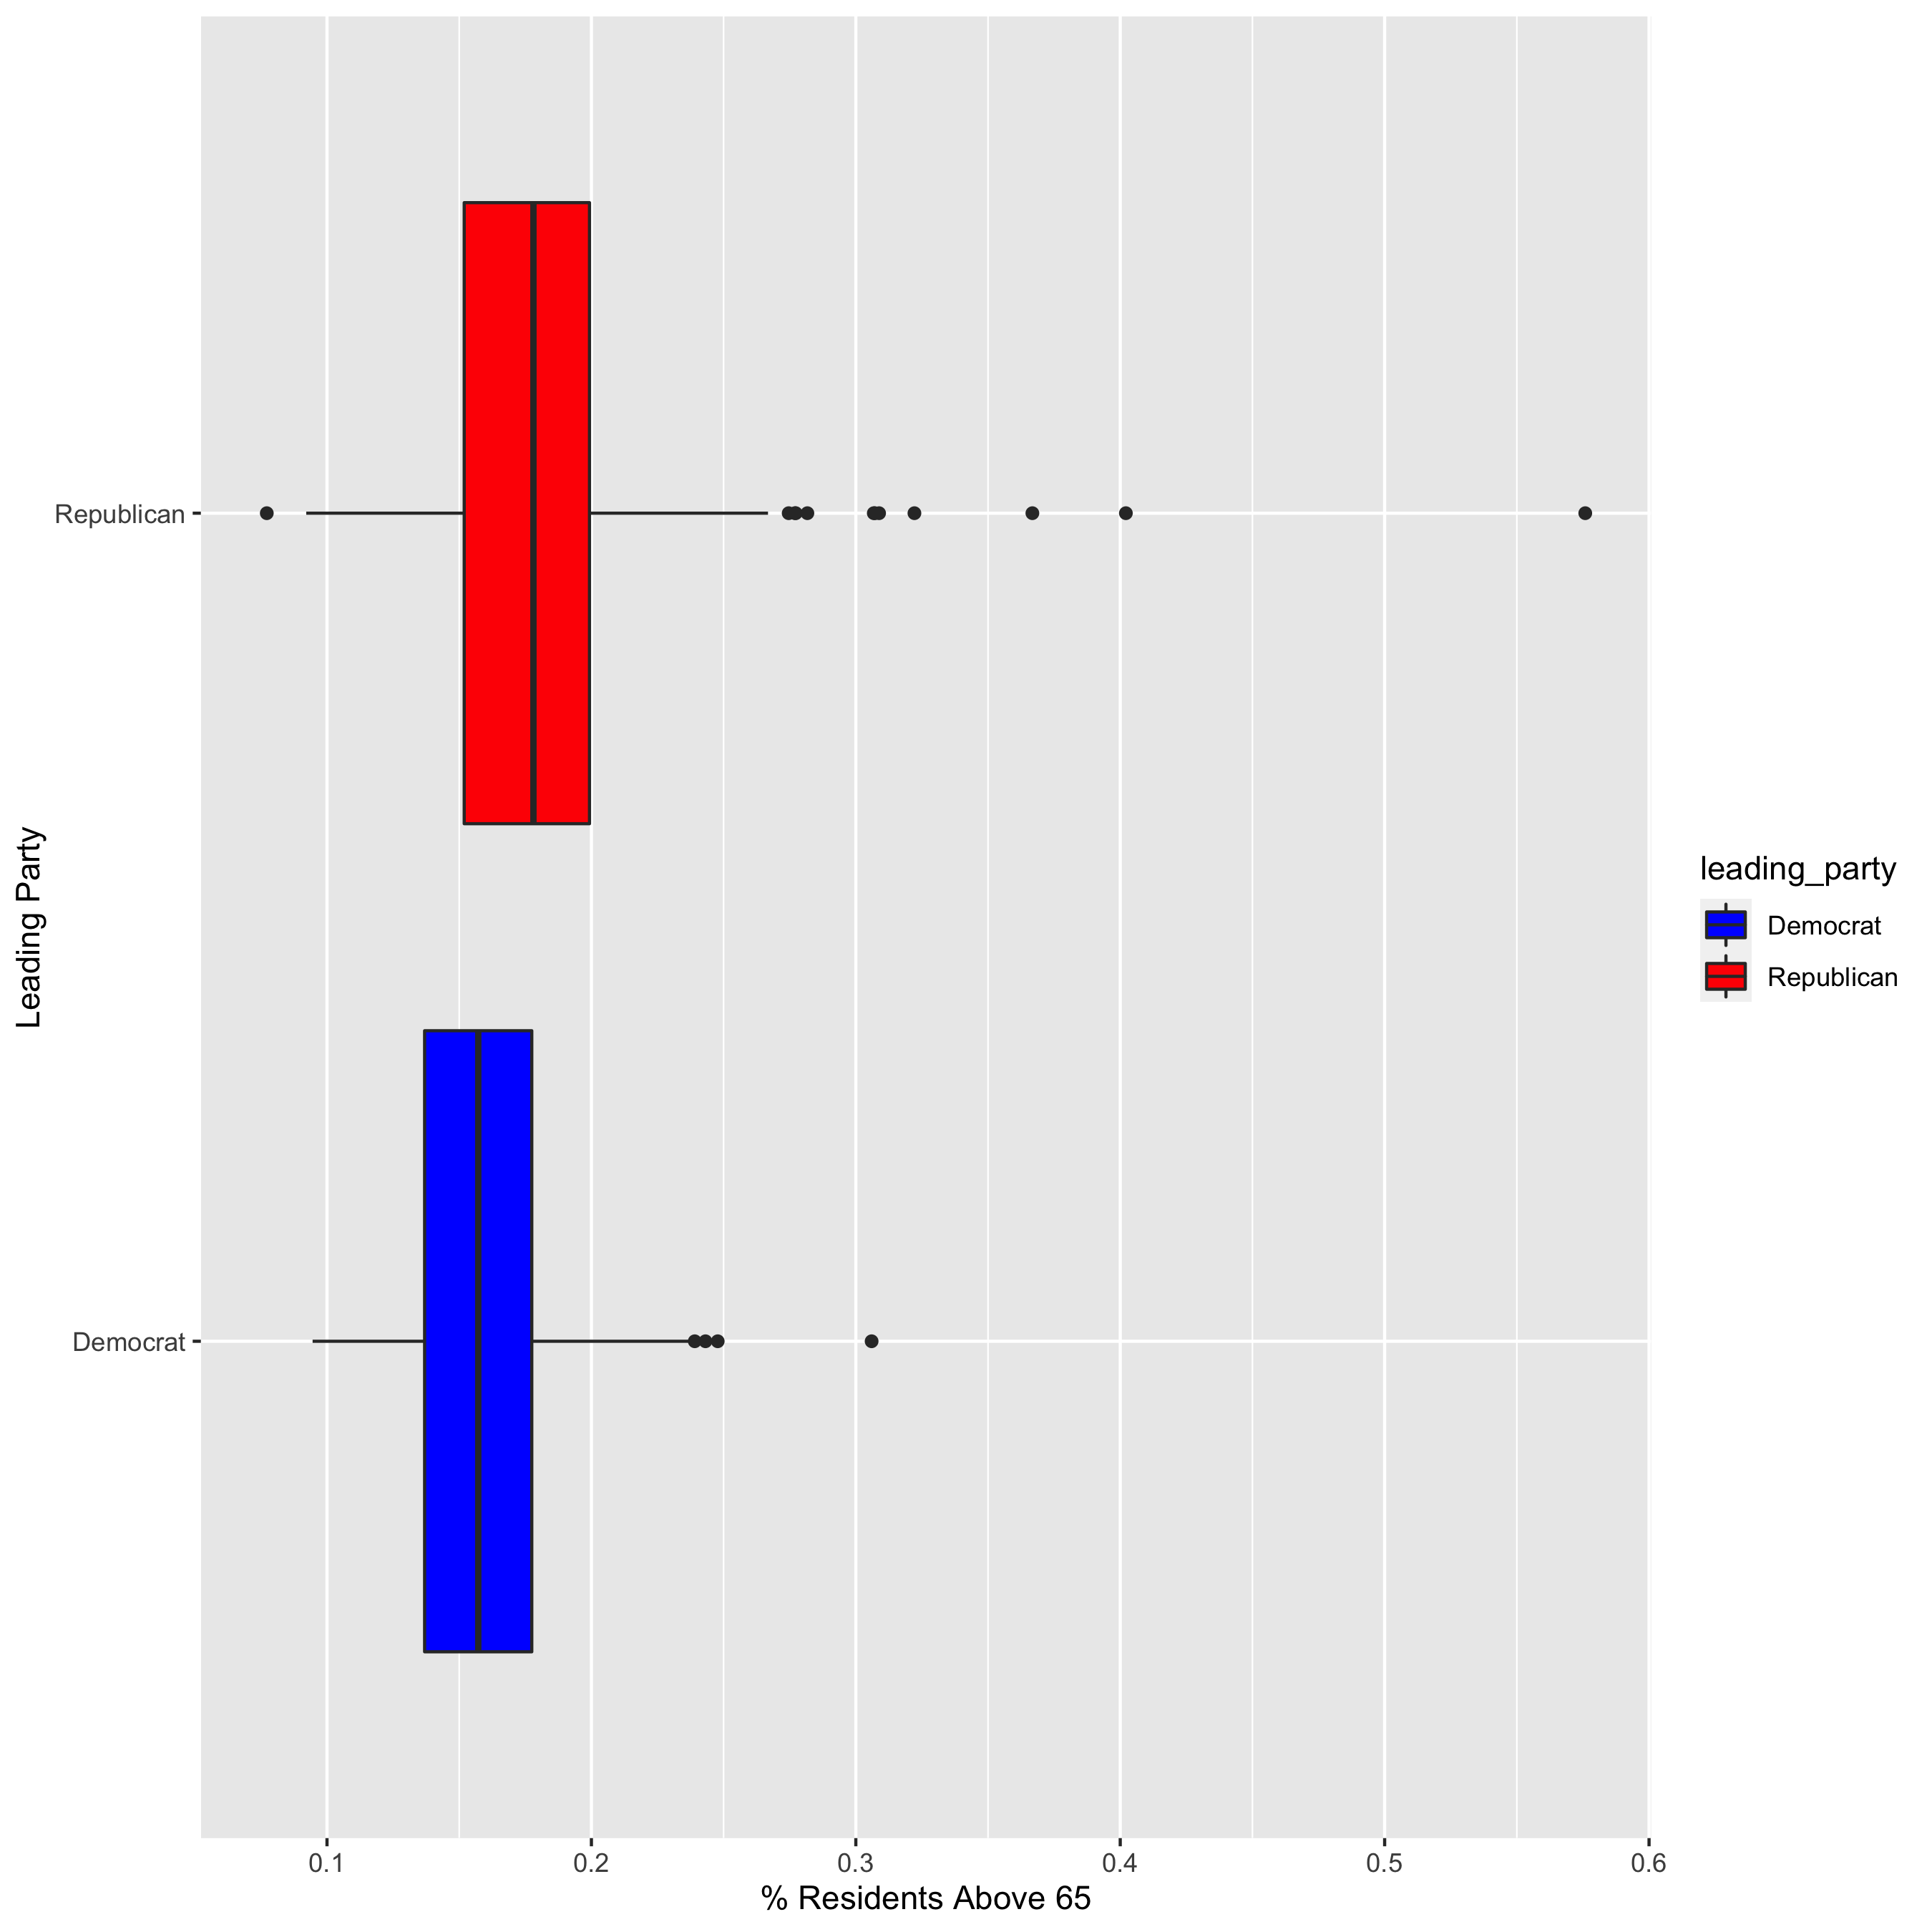 Republican
Democrat
Leading Party
0.1 0.2 0.3 0.4 0.5 0.6
% Residents Above 65
leading_party
Democrat
Republican